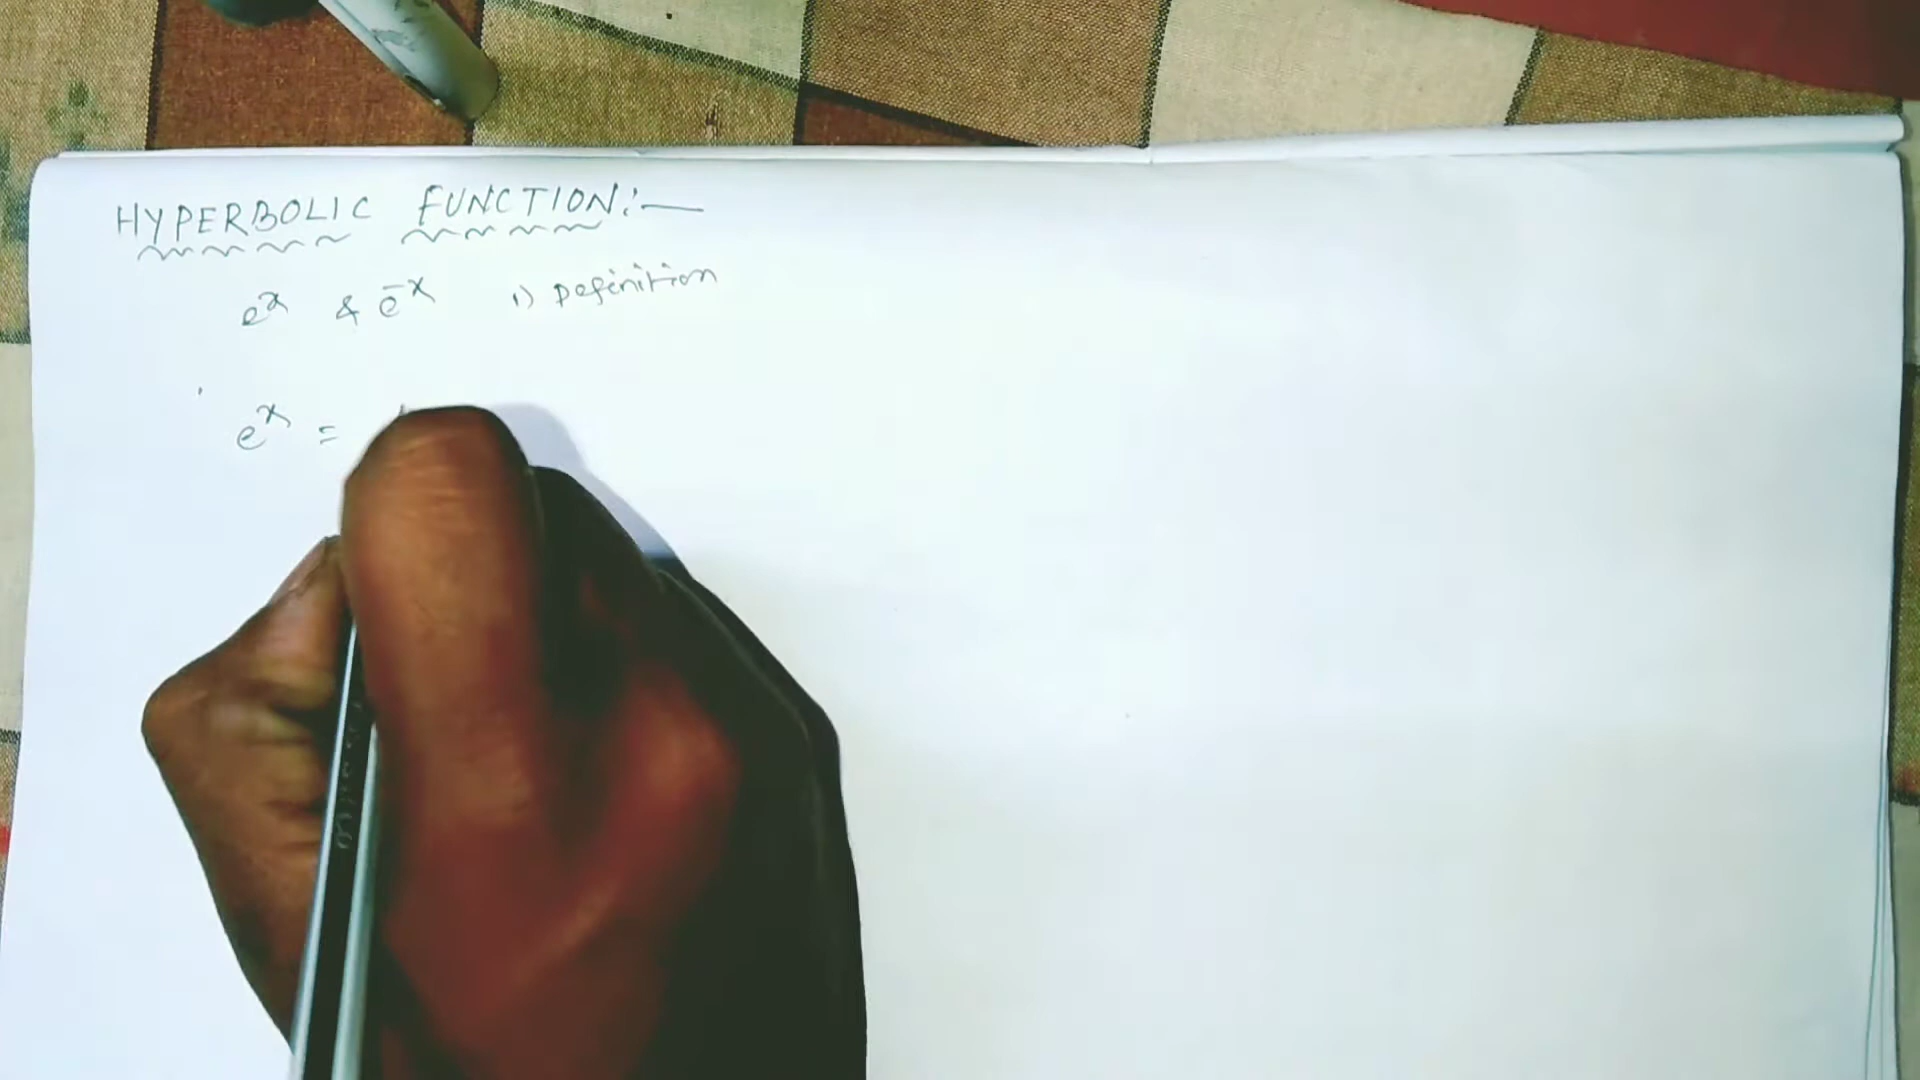 HYPERBOLIC FUNCTION:—
eˣ & e⁻ˣ 1) Definition
eˣ =